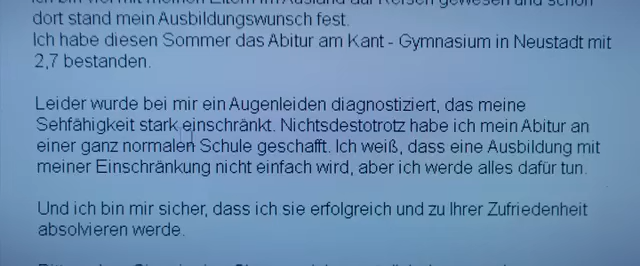 dort stand mein Ausbildungswunsch fest.
Ich habe diesen Sommer das Abitur am Kant - Gymnasium in Neustadt mit
2,7 bestanden.
Leider wurde bei mir ein Augenleiden diagnostiziert, das meine
Sehfähigkeit stark einschränkt. Nichtsdestotrotz habe ich mein Abitur an
einer ganz normalen Schule geschafft. Ich weiß, dass eine Ausbildung mit
meiner Einschränkung nicht einfach wird, aber ich werde alles dafür tun.
Und ich bin mir sicher, dass ich sie erfolgreich und zu Ihrer Zufriedenheit
absolvieren werde.